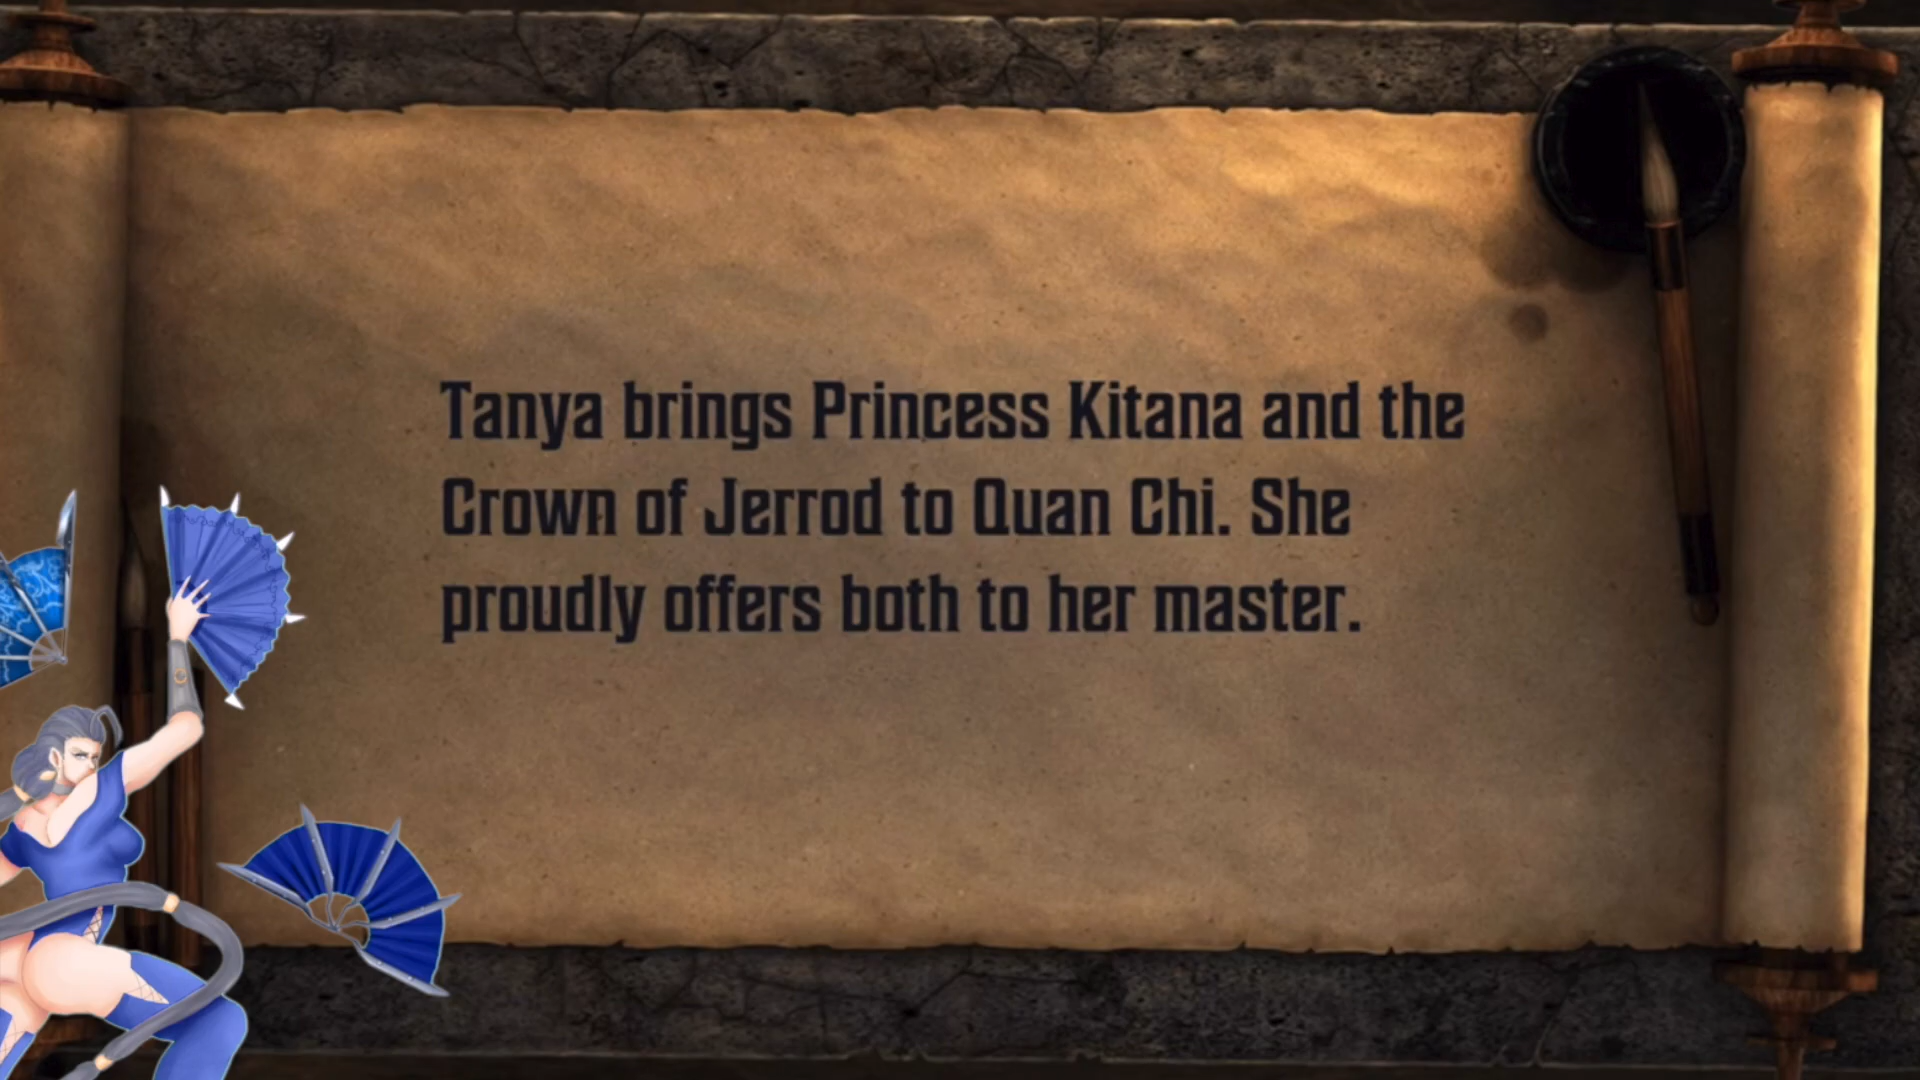 Tanya brings Princess Kitana and the
Crown of Jerrod to Quan Chi. She
proudly offers both to her master.